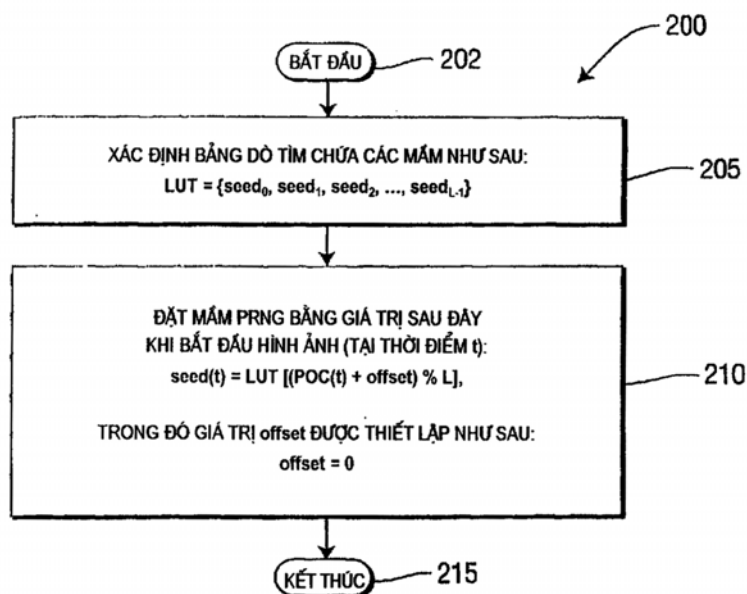 200
BẮT ĐẦU
202
XÁC ĐỊNH BẢNG DÒ TÌM CHỨA CÁC MẦM NHƯ SAU:
LUT = {seed₀, seed₁, seed₂, ..., seed_L-1}
205
ĐẶT MẦM PRNG BẰNG GIÁ TRỊ SAU ĐÂY
KHI BẮT ĐẦU HÌNH ẢNH (TẠI THỜI ĐIỂM t):
seed(t) = LUT [(POC(t) + offset) % L],
TRONG ĐÓ GIÁ TRỊ offset ĐƯỢC THIẾT LẬP NHƯ SAU:
offset = 0
210
KẾT THÚC
215